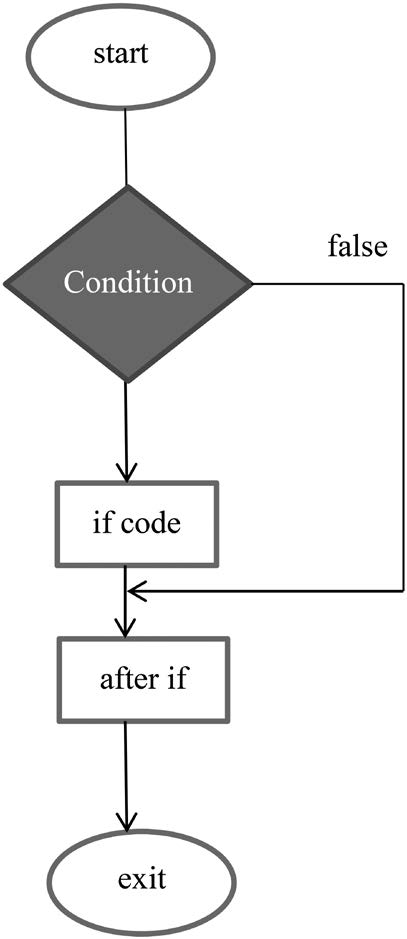 start
false
Condition
if code
after if
exit